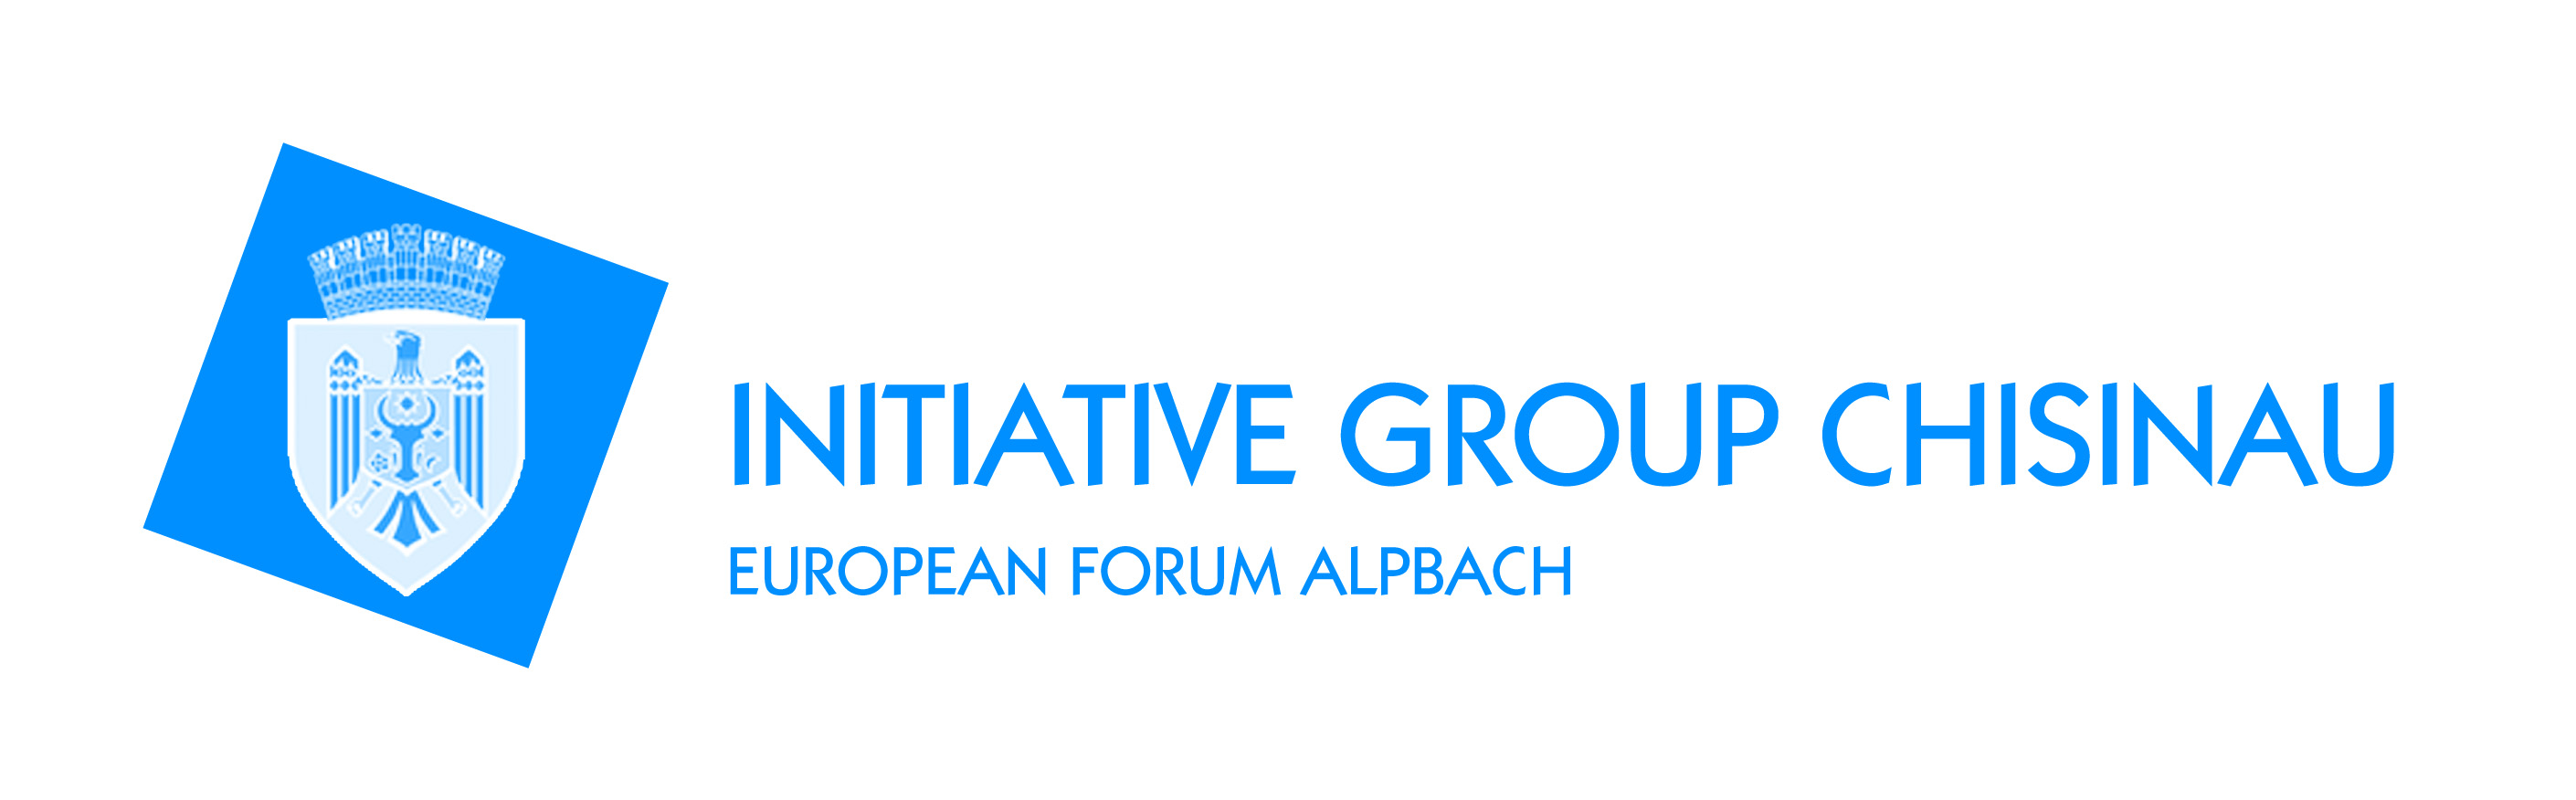 INITIATIVE GROUP CHISINAU
EUROPEAN FORUM ALPBACH